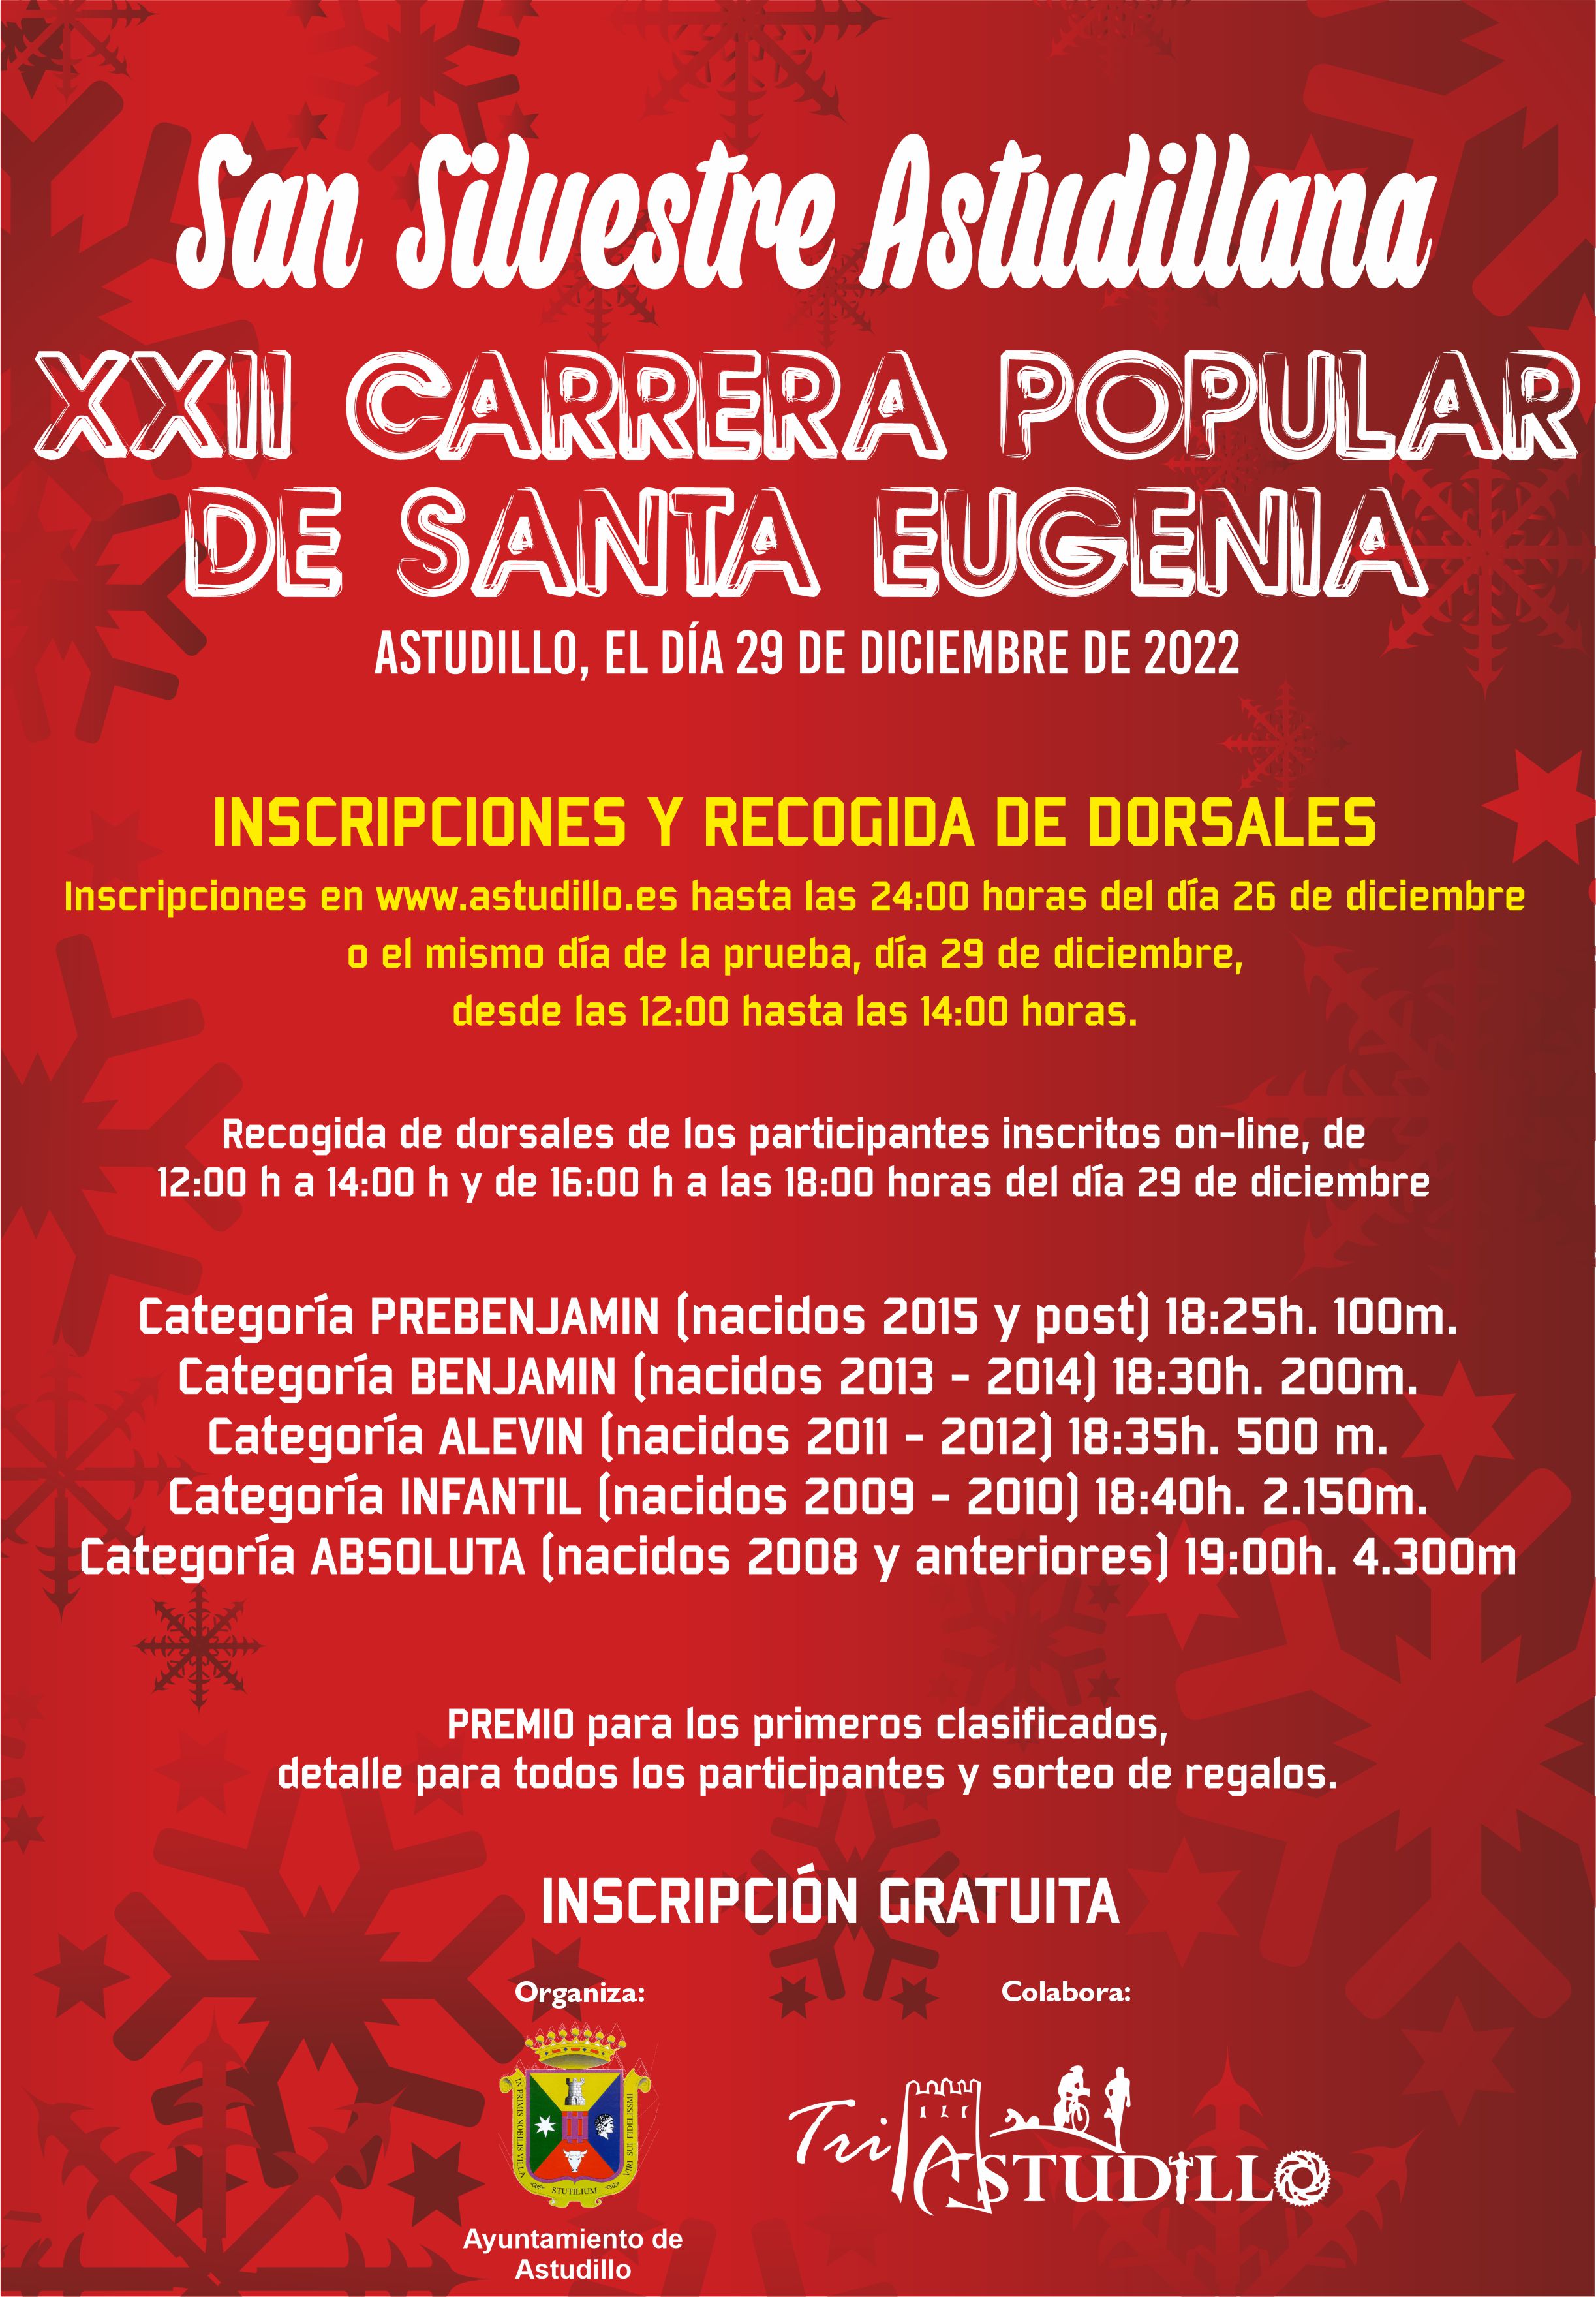 San Silvestre Astudillana
XXII CARRERA POPULAR
DE SANTA EUGENIA
ASTUDILLO, EL DÍA 29 DE DICIEMBRE DE 2022
INSCRIPCIONES Y RECOGIDA DE DORSALES
Inscripciones en www.astudillo.es hasta las 24:00 horas del día 26 de diciembre
o el mismo día de la prueba, día 29 de diciembre,
desde las 12:00 hasta las 14:00 horas.
Recogida de dorsales de los participantes inscritos on-line, de
12:00 h a 14:00 h y de 16:00 h a las 18:00 horas del día 29 de diciembre
Categoría PREBENJAMIN (nacidos 2015 y post) 18:25h. 100m.
Categoría BENJAMIN (nacidos 2013 - 2014) 18:30h. 200m.
Categoría ALEVIN (nacidos 2011 - 2012) 18:35h. 500 m.
Categoría INFANTIL (nacidos 2009 - 2010) 18:40h. 2.150m.
Categoría ABSOLUTA (nacidos 2008 y anteriores) 19:00h. 4.300m
PREMIO para los primeros clasificados,
detalle para todos los participantes y sorteo de regalos.
INSCRIPCIÓN GRATUITA
Organiza:
Colabora:
IN PRIMIS NOBILIS VILLA
VIRI SUI FIDELISSMI
STUTILIUM
Tri ASTUDILLO
Ayuntamiento de
Astudillo